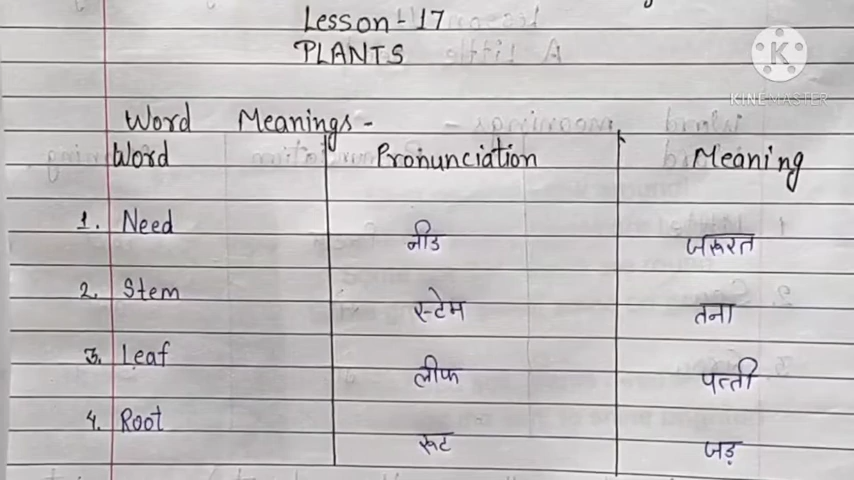 Lesson - 17
PLANTS
KINEMASTER
Word Meanings -
Word Pronunciation Meaning
1. Need नीड जरूरत
2. Stem स्टेम तना
3. Leaf लीफ पत्ती
4. Root रूट जड़